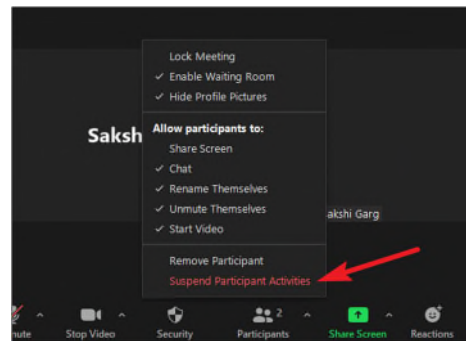 Lock Meeting
✓ Enable Waiting Room
✓ Hide Profile Pictures
Allow participants to:
Share Screen
✓ Chat
✓ Rename Themselves
✓ Unmute Themselves
✓ Start Video
Remove Participant
Suspend Participant Activities
Saksh
akshi Garg
2
nute Stop Video Security Participants Share Screen Reactions